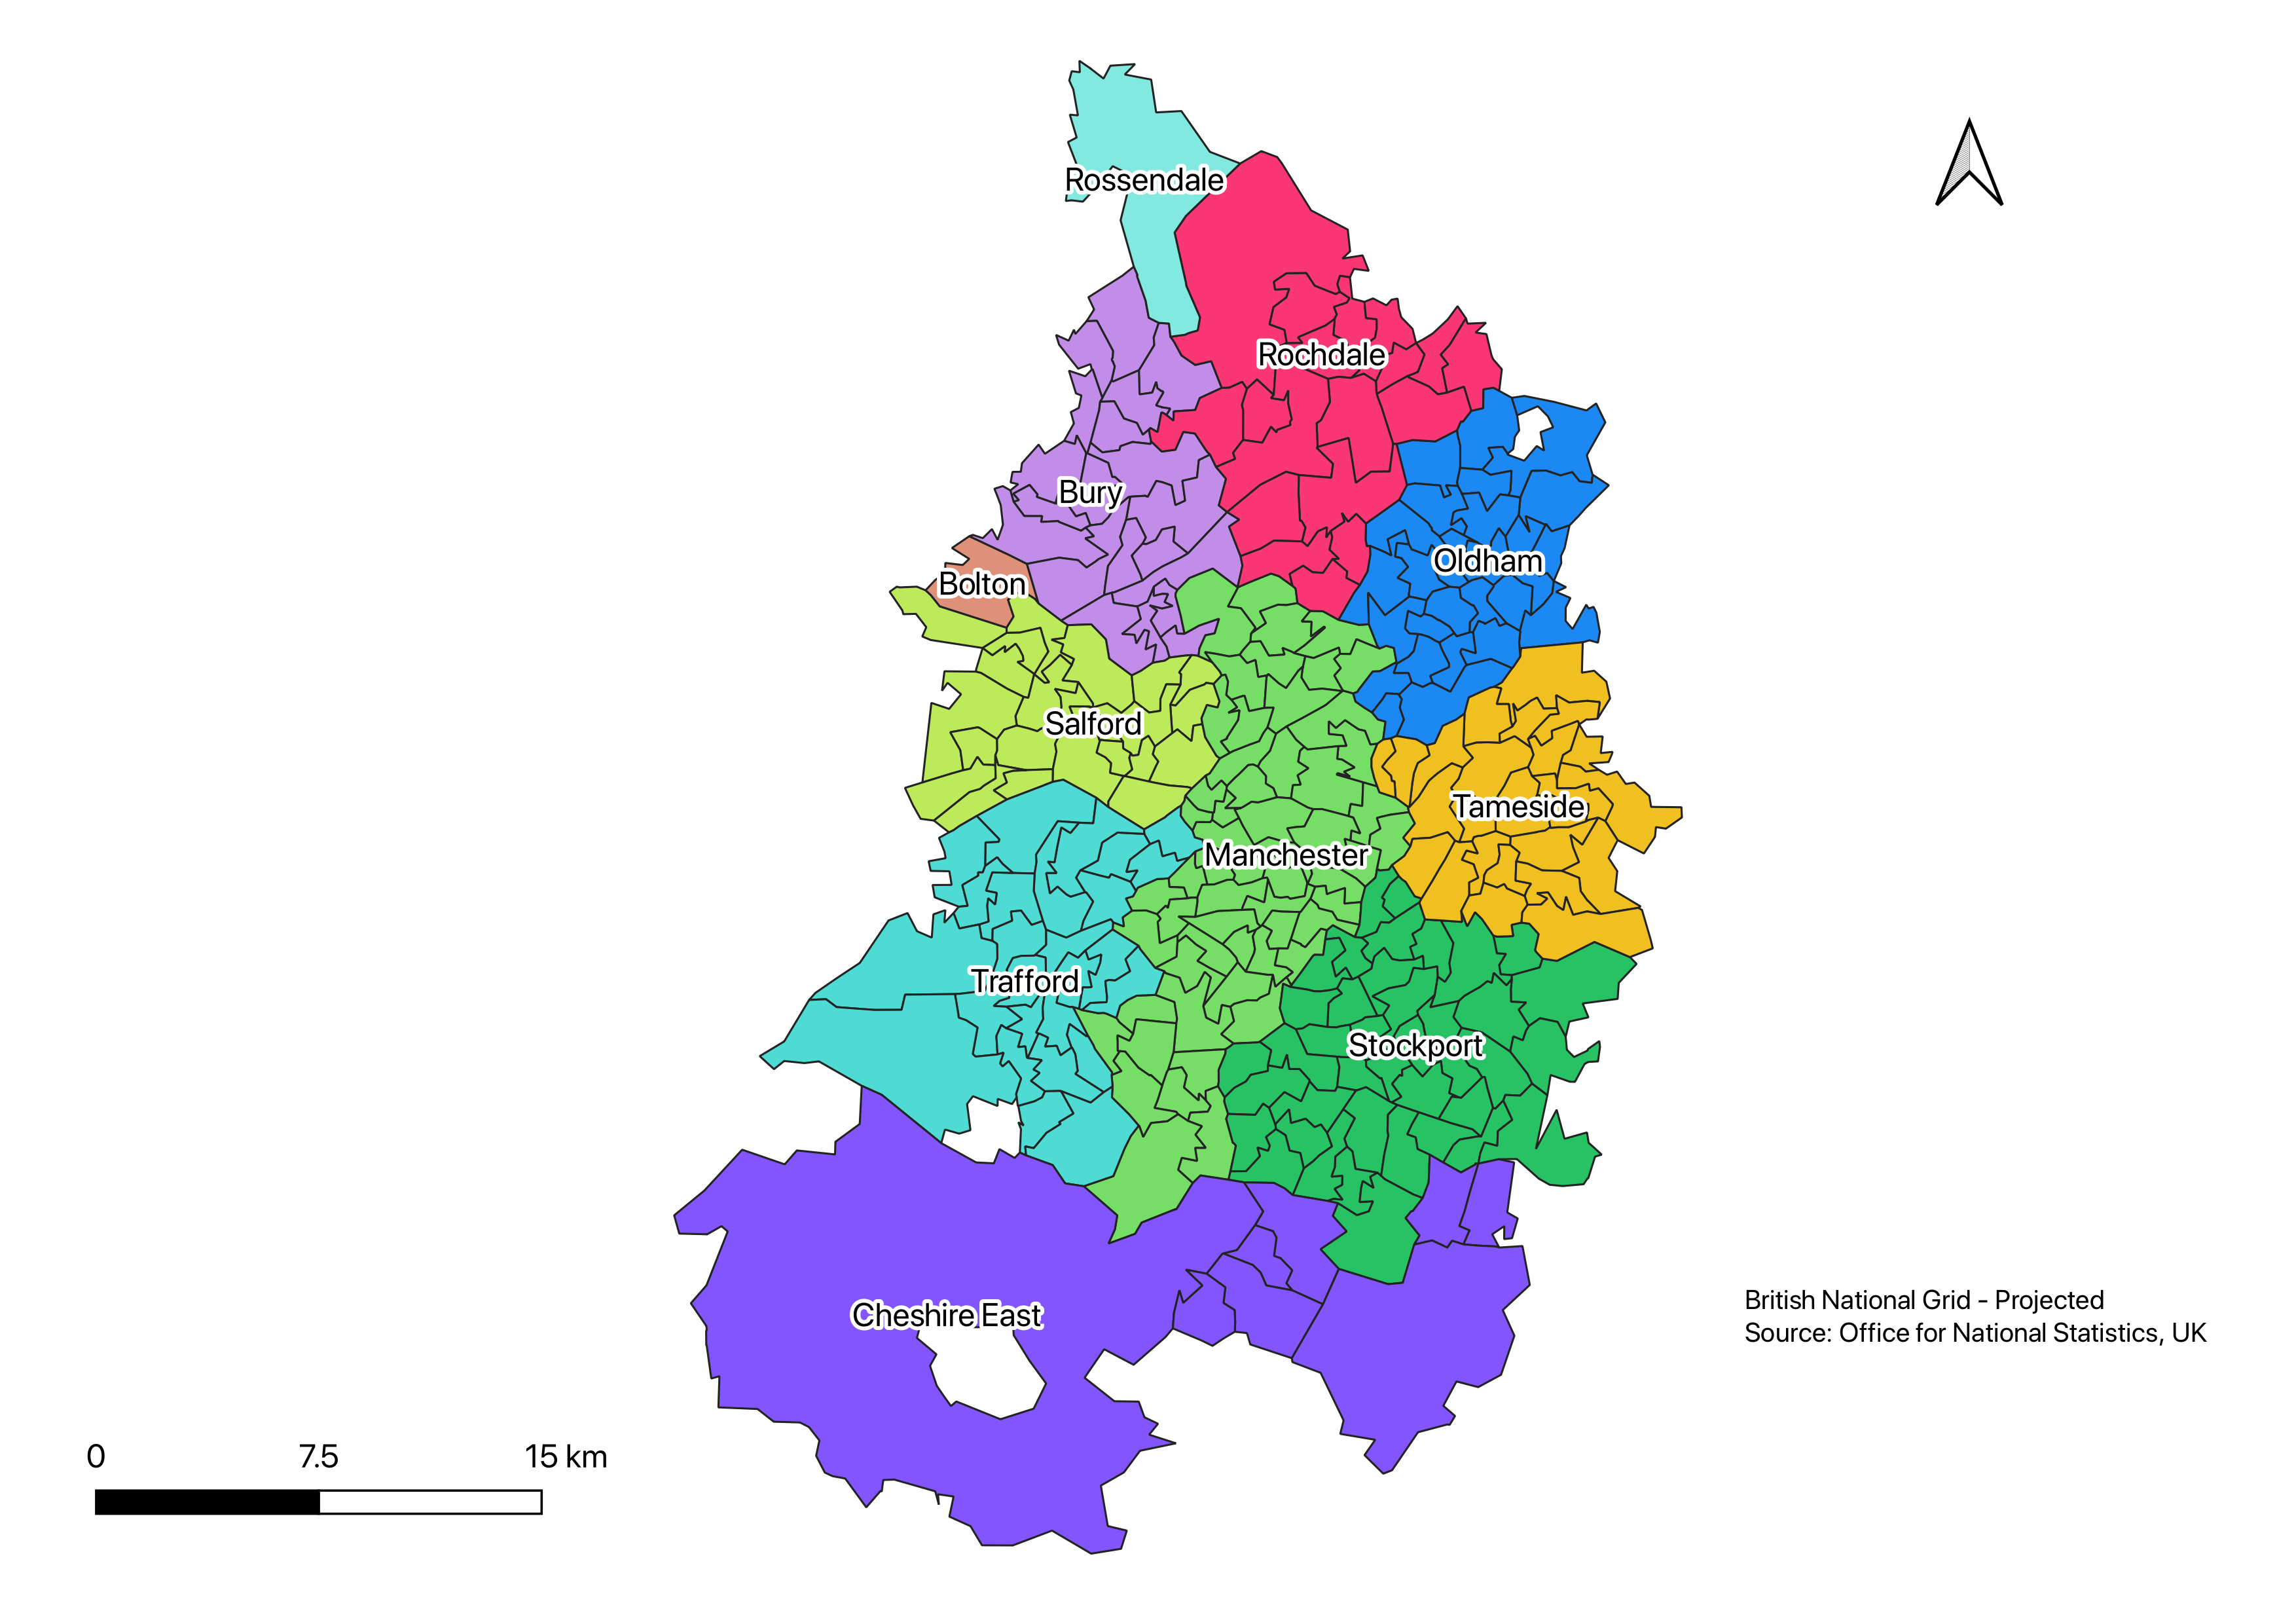 Rossendale
Rochdale
Bury
Oldham
Bolton
Salford
Tameside
Manchester
Trafford
Stockport
Cheshire East
British National Grid - Projected
Source: Office for National Statistics, UK
0 7.5 15 km